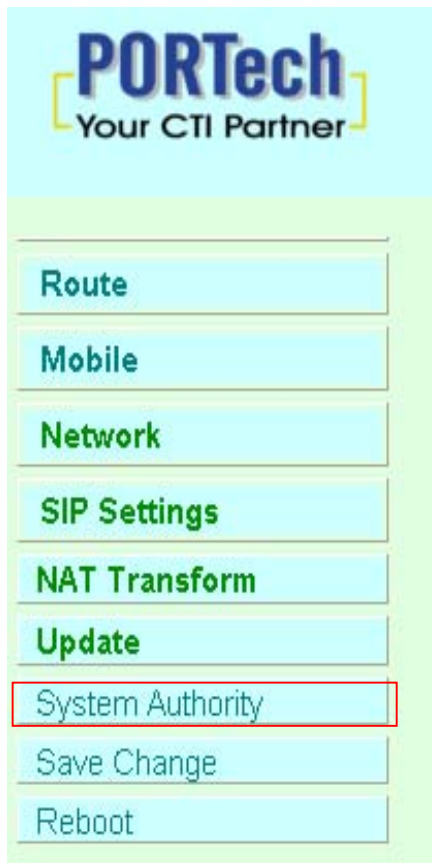 PORTech
Your CTI Partner
Route
Mobile
Network
SIP Settings
NAT Transform
Update
System Authority
Save Change
Reboot